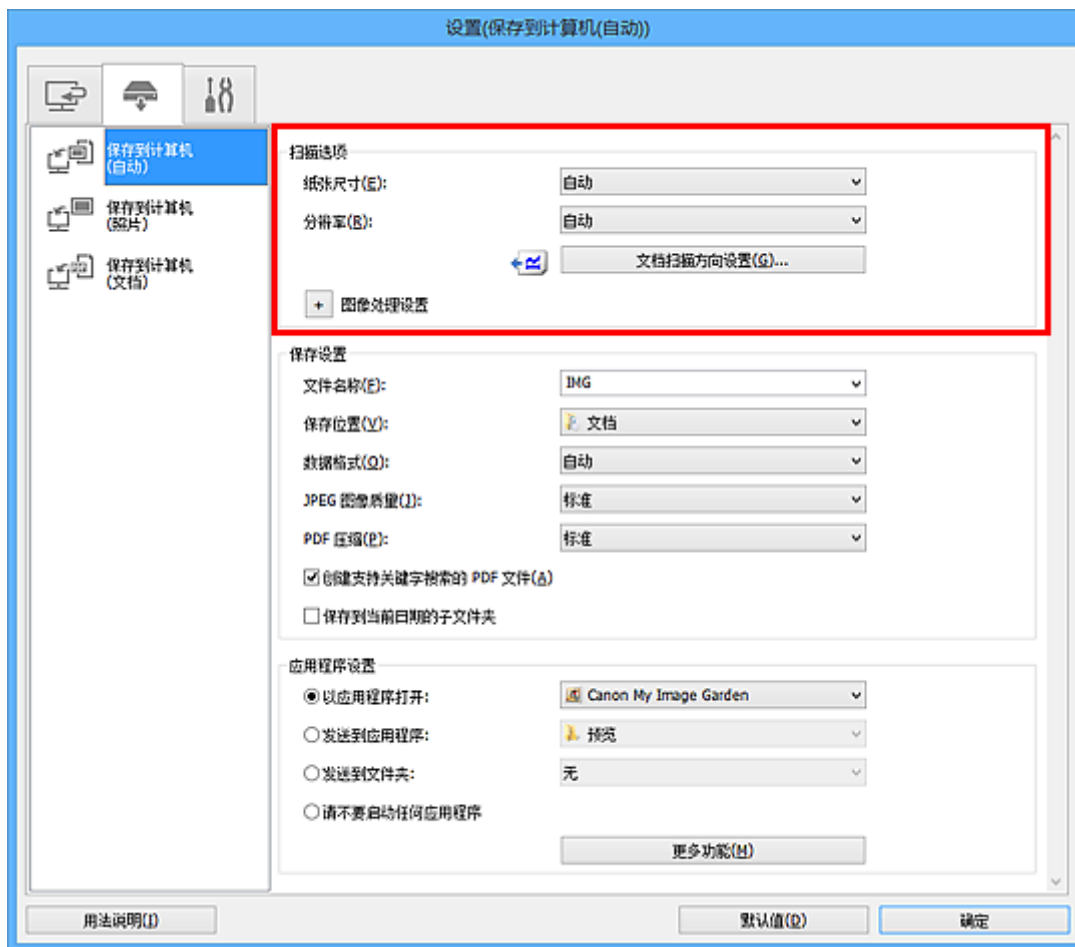 设置(保存到计算机(自动))
保存到计算机
(自动)
保存到计算机
(照片)
保存到计算机
(文档)
扫描选项
纸张尺寸(E): 自动
分辨率(R): 自动
文档扫描方向设置(G)...
+ 图像处理设置
保存设置
文件名称(F): IMG
保存位置(V): 文档
数据格式(O): 自动
JPEG 图像质量(J): 标准
PDF 压缩(P): 标准
创建支持关键字搜索的 PDF 文件(A)
保存到当前日期的子文件夹
应用程序设置
以应用程序打开: Canon My Image Garden
发送到应用程序: 预览
发送到文件夹: 无
请不要启动任何应用程序
更多功能(M)
用法说明(I) 默认值(D) 确定